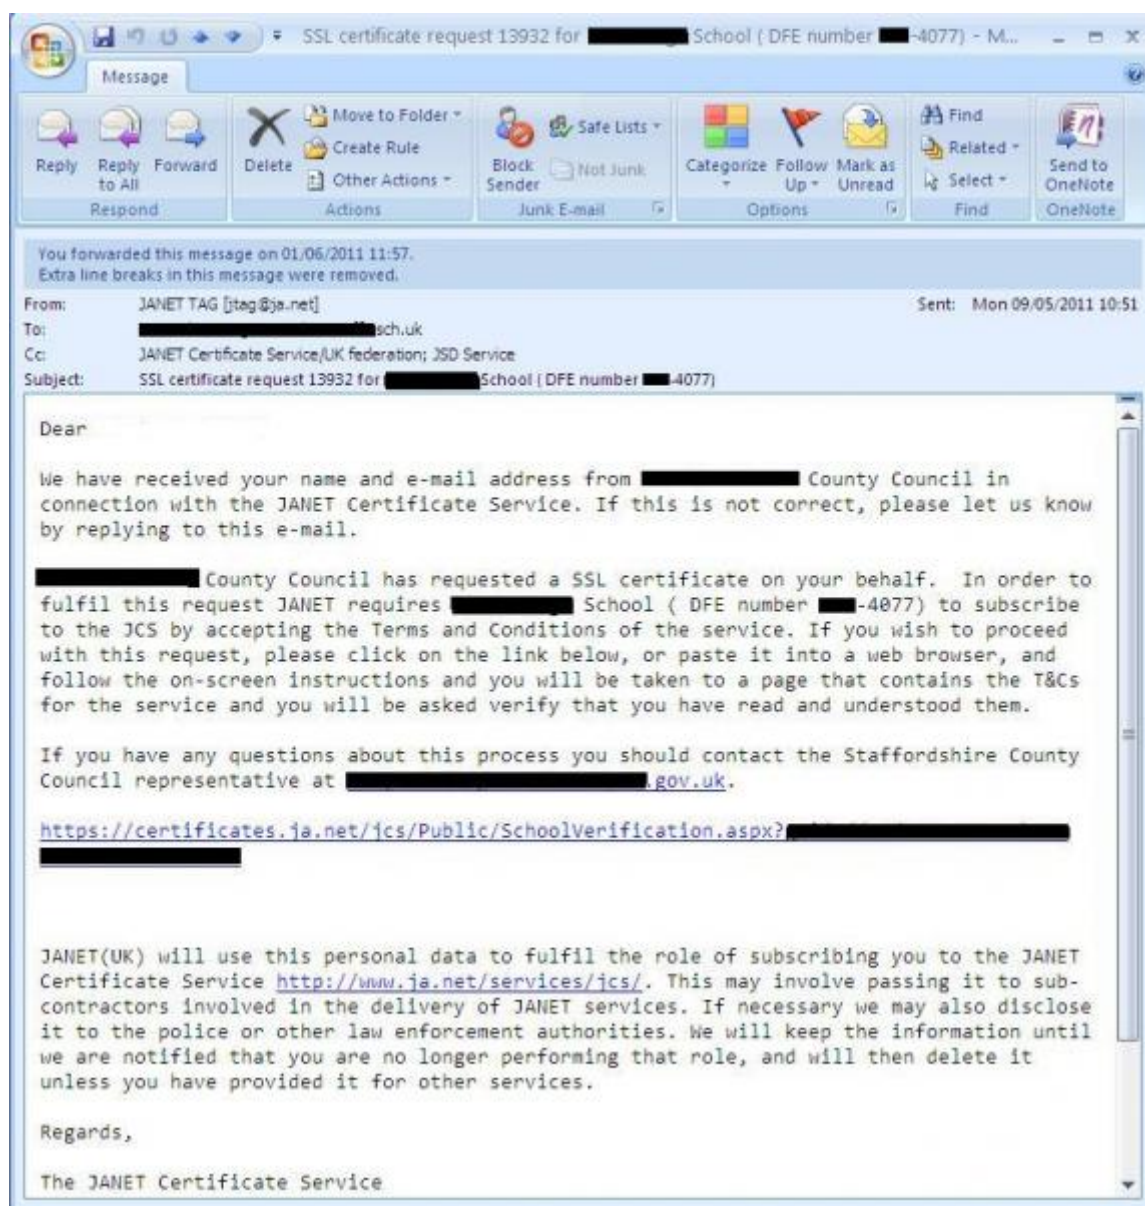 SSL certificate request 13932 for School ( DFE number -4077) - M...
Message
Reply
Reply to All
Forward
Respond
Delete
Move to Folder
Create Rule
Other Actions
Actions
Block Sender
Safe Lists
Not Junk
Junk E-mail
Categorize
Follow Up
Mark as Unread
Options
Find
Related
Select
Find
Send to OneNote
OneNote
You forwarded this message on 01/06/2011 11:57.
Extra line breaks in this message were removed.
From: JANET TAG [jtag@ja.net] Sent: Mon 09/05/2011 10:51
To: sch.uk
Cc: JANET Certificate Service/UK federation; JSD Service
Subject: SSL certificate request 13932 for School ( DFE number -4077)
Dear
We have received your name and e-mail address from County Council in
connection with the JANET Certificate Service. If this is not correct, please let us know
by replying to this e-mail.
County Council has requested a SSL certificate on your behalf. In order to
fulfil this request JANET requires School ( DFE number -4077) to subscribe
to the JCS by accepting the Terms and Conditions of the service. If you wish to proceed
with this request, please click on the link below, or paste it into a web browser, and
follow the on-screen instructions and you will be taken to a page that contains the T&Cs
for the service and you will be asked verify that you have read and understood them.
If you have any questions about this process you should contact the Staffordshire County
Council representative at .gov.uk.
https://certificates.ja.net/jcs/Public/SchoolVerification.aspx?
JANET(UK) will use this personal data to fulfil the role of subscribing you to the JANET
Certificate Service http://www.ja.net/services/jcs/. This may involve passing it to sub-
contractors involved in the delivery of JANET services. If necessary we may also disclose
it to the police or other law enforcement authorities. We will keep the information until
we are notified that you are no longer performing that role, and will then delete it
unless you have provided it for other services.
Regards,
The JANET Certificate Service